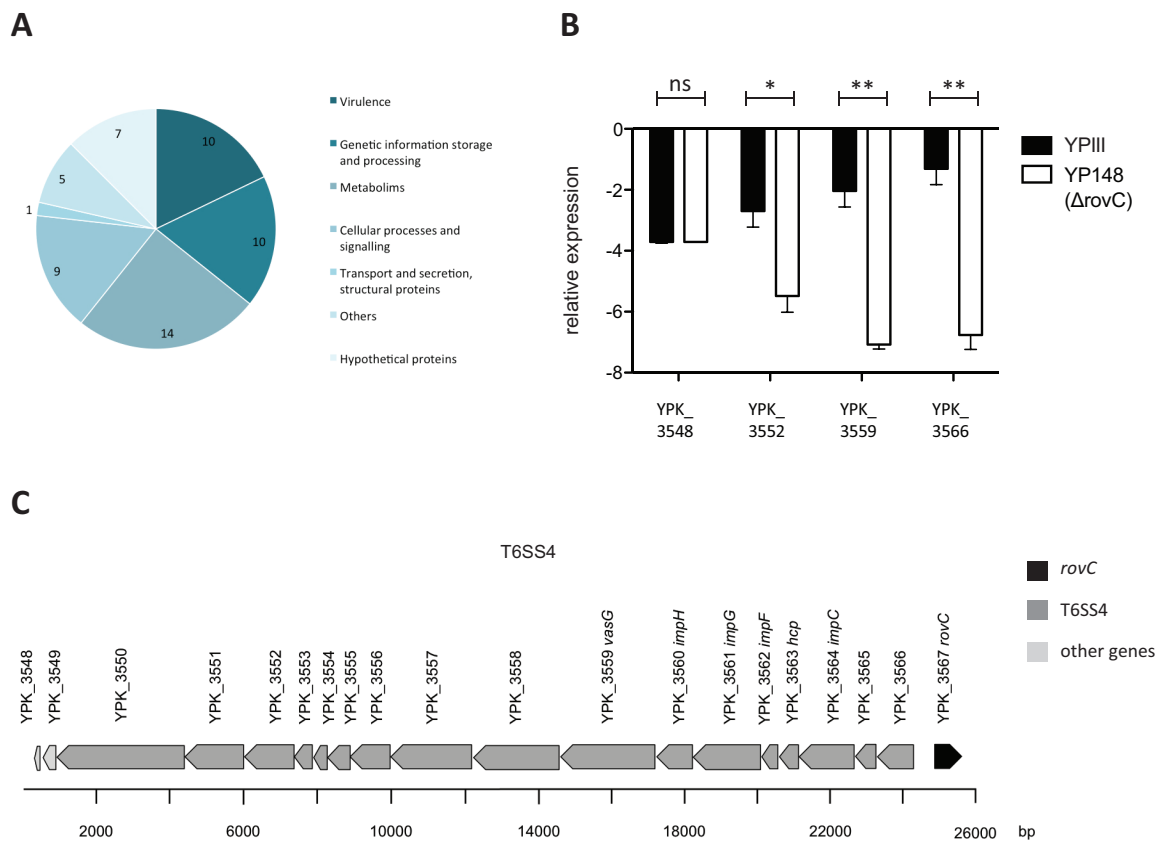 A
10
10
14
9
1
5
7
Virulence
Genetic information storage
and processing
Metabolims
Cellular processes and
signalling
Transport and secretion,
structural proteins
Others
Hypothetical proteins
B
ns
*
**
**
0
-2
-4
-6
-8
relative expression
YPK_
3548
YPK_
3552
YPK_
3559
YPK_
3566
YPIII
YP148
(ΔrovC)
C
T6SS4
YPK_3548
YPK_3549
YPK_3550
YPK_3551
YPK_3552
YPK_3553
YPK_3554
YPK_3555
YPK_3556
YPK_3557
YPK_3558
YPK_3559 vasG
YPK_3560 impH
YPK_3561 impG
YPK_3562 impF
YPK_3563 hcp
YPK_3564 impC
YPK_3565
YPK_3566
YPK_3567 rovC
rovC
T6SS4
other genes
2000
6000
10000
14000
18000
22000
26000
bp